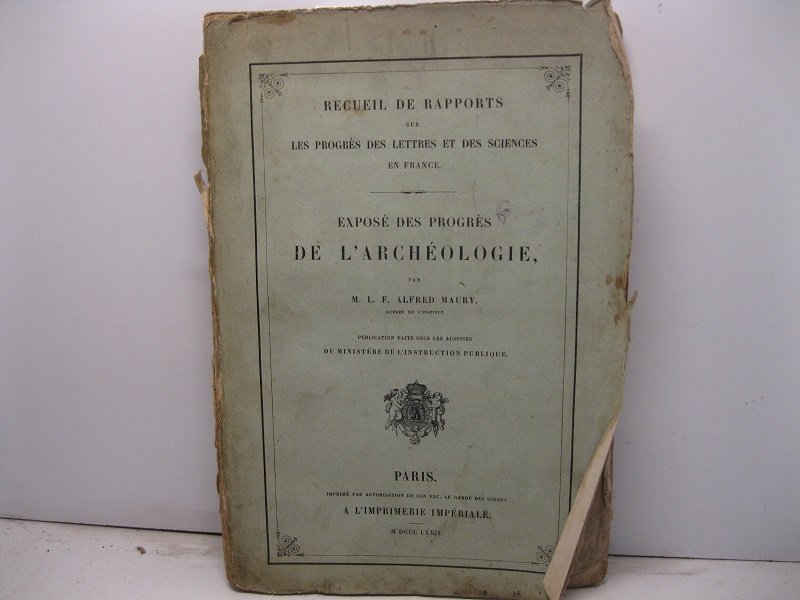 RECUEIL DE RAPPORTS
SUR
LES PROGRÈS DES LETTRES ET DES SCIENCES
EN FRANCE.
EXPOSÉ DES PROGRÈS
DE L'ARCHÉOLOGIE,
PAR
M. L. F. ALFRED MAURY,
MEMBRE DE L'INSTITUT.
PUBLICATION FAITE SOUS LES AUSPICES
DU MINISTÈRE DE L'INSTRUCTION PUBLIQUE.
PARIS.
IMPRIMÉ PAR AUTORISATION DE SON EXC. LE GARDE DES SCEAUX
A L'IMPRIMERIE IMPÉRIALE.
M DCCC